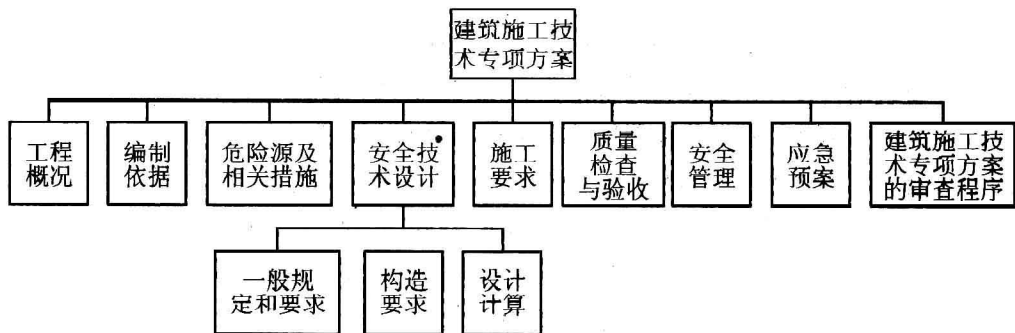 建筑施工技
术专项方案
工程
概况
编制
依据
危险源及
相关措施
安全技
术设计
施工
要求
质量
检查
与验收
安全
管理
应急
预案
建筑施工技
术专项方案
的审查程序
一般规
定和要求
构造
要求
设计
计算